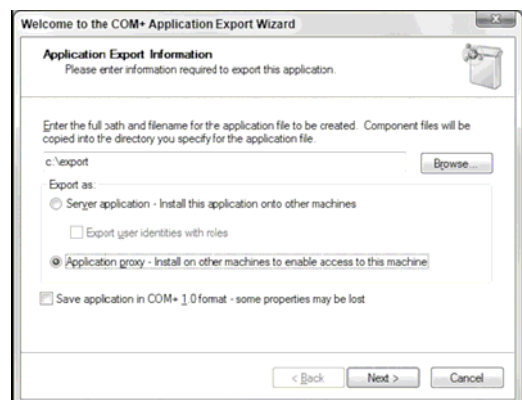 Welcome to the COM+ Application Export Wizard
Application Export Information
Please enter information required to export this application.
Enter the full path and filename for the application file to be created. Component files will be
copied into the directory you specify for the application file.
c:\export
Browse...
Export as:
Server application - Install this application onto other machines
Export user identities with roles
Application proxy - Install on other machines to enable access to this machine
Save application in COM+ 1.0 format - some properties may be lost
< Back
Next >
Cancel